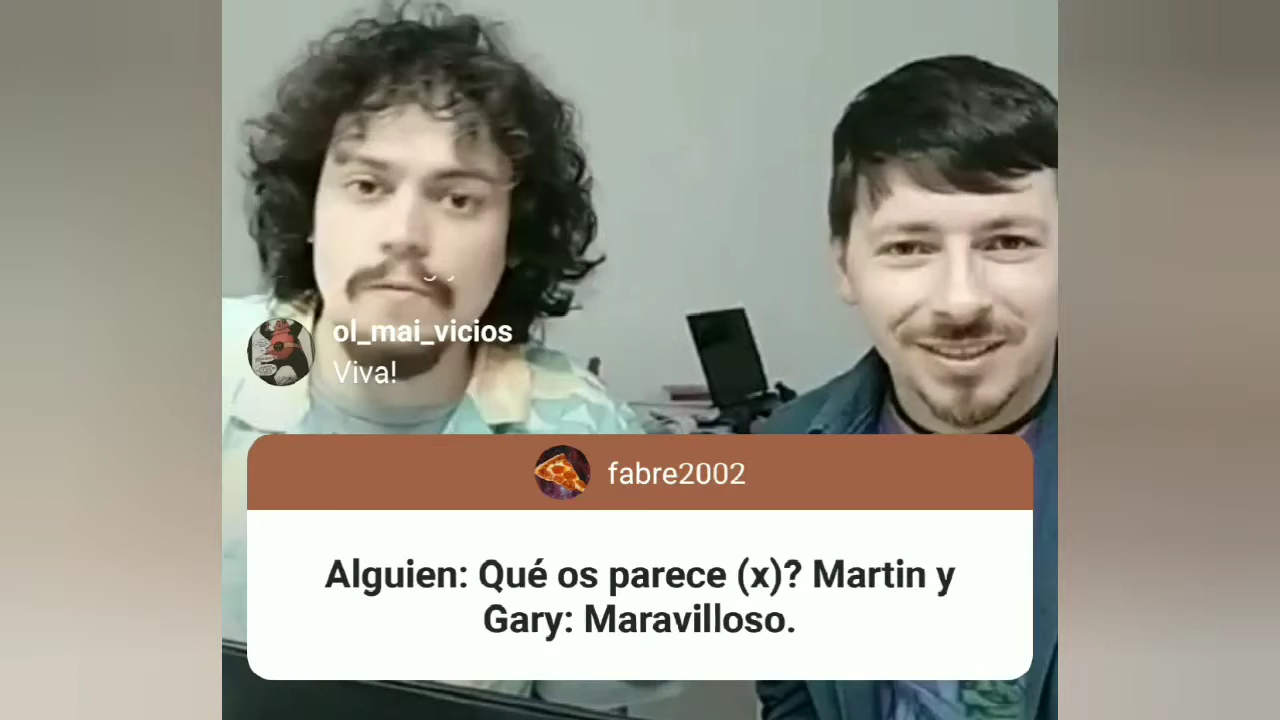 ol_mai_vicios
Viva!
fabre2002
Alguien: Qué os parece (x)? Martin y
Gary: Maravilloso.